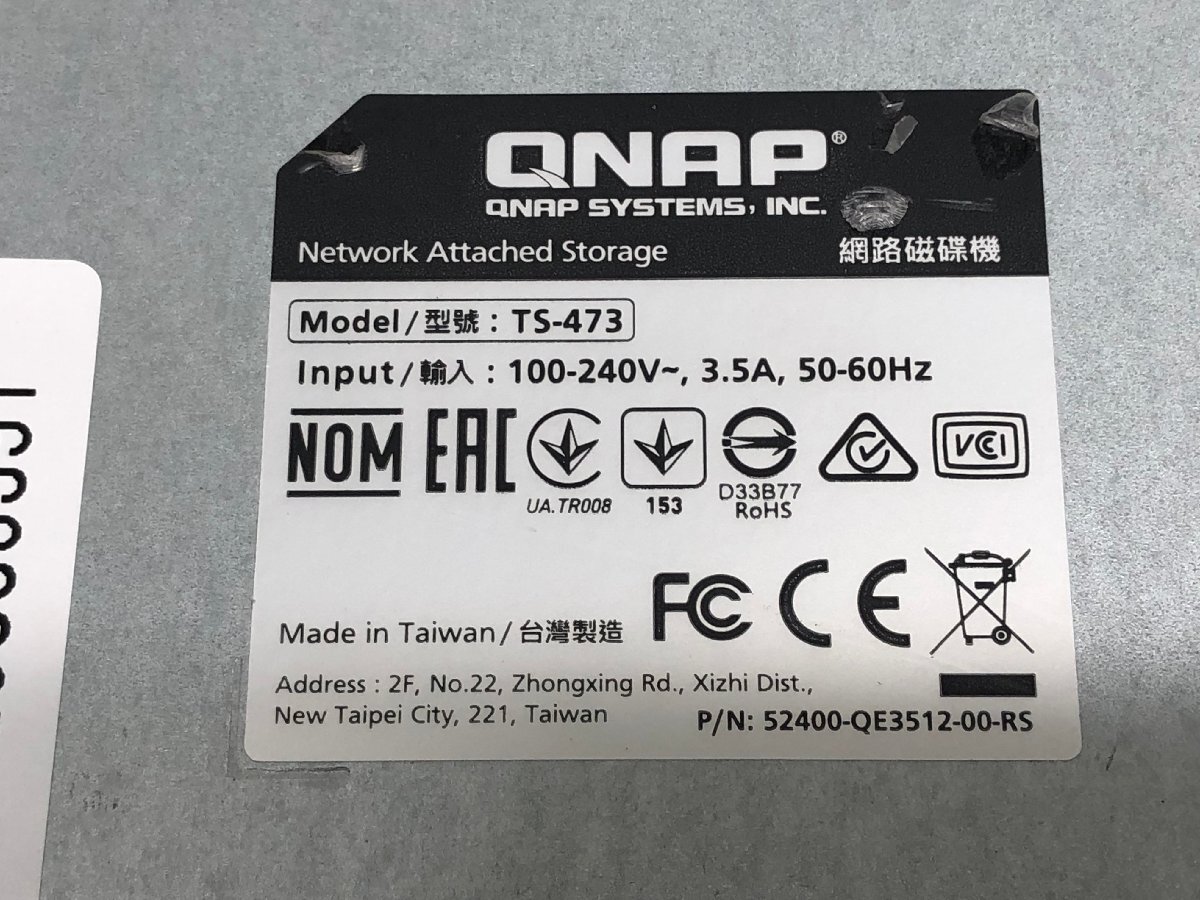 QNAP®
QNAP SYSTEMS, INC.
Network Attached Storage 網路磁碟機
Model/型號：TS-473
Input/輸入：100-240V~, 3.5A, 50-60Hz
NOM EAC VCCI
UA.TR008 153 D33B77
RoHS
FC CE
Made in Taiwan/台灣製造
Address : 2F, No.22, Zhongxing Rd., Xizhi Dist.,
New Taipei City, 221, Taiwan
P/N: 52400-QE3512-00-RS